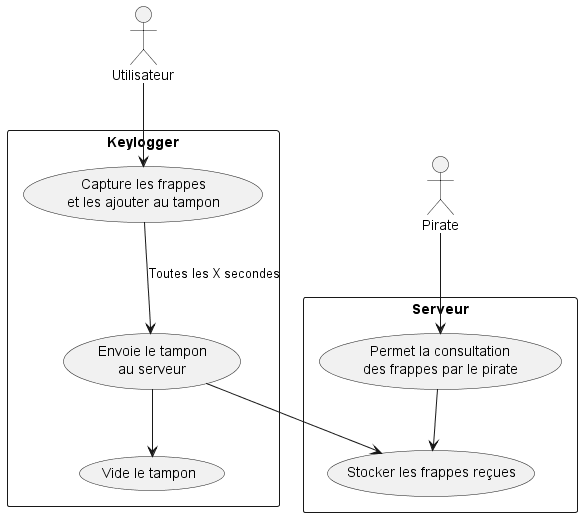 Utilisateur
Keylogger
Capture les frappes
et les ajouter au tampon
Toutes les X secondes
Envoie le tampon
au serveur
Vide le tampon
Pirate
Serveur
Permet la consultation
des frappes par le pirate
Stocker les frappes reçues